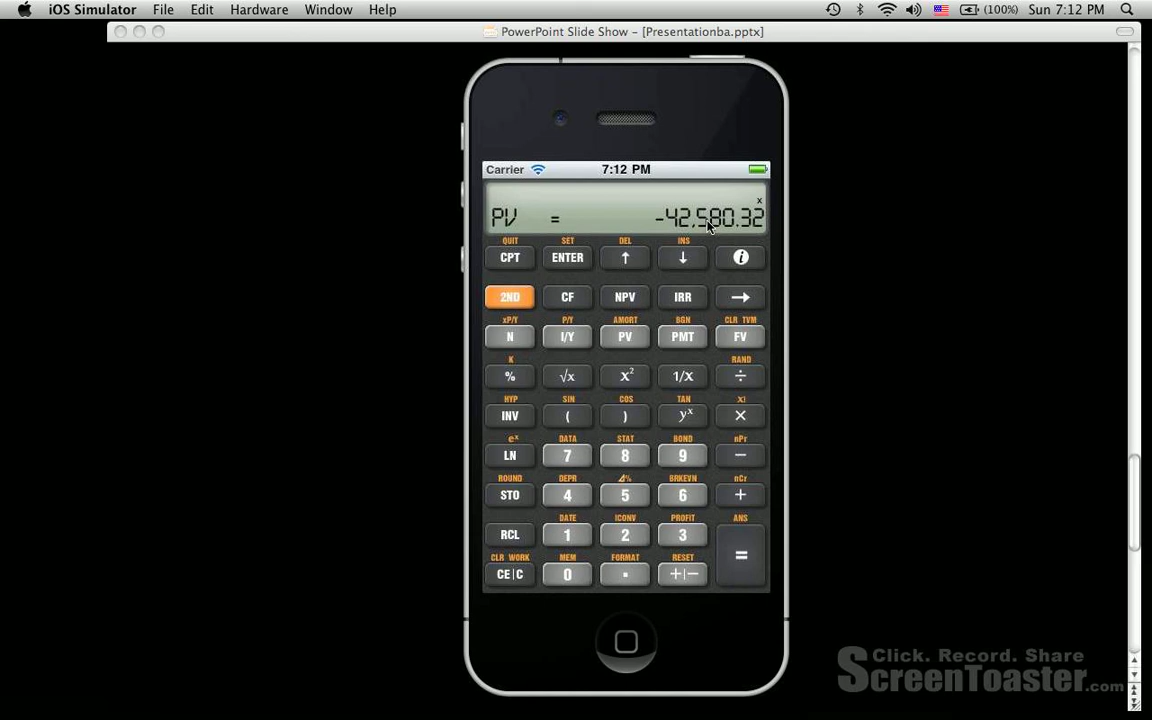 iOS Simulator File Edit Hardware Window Help (100%) Sun 7:12 PM
PowerPoint Slide Show - [Presentationba.pptx]
Carrier 7:12 PM
x
PV = -42,580.32
QUIT SET DEL INS
CPT ENTER ↑ ↓ i
2ND CF NPV IRR →
xP/Y P/Y AMORT BGN CLR TVM
N I/Y PV PMT FV
K RAND
% √x x² 1/x ÷
HYP SIN COS TAN x!
INV ( ) yˣ ×
eˣ DATA STAT BOND nPr
LN 7 8 9 −
ROUND DEPR Δ% BRKEVN nCr
STO 4 5 6 +
DATE ICONV PROFIT ANS
RCL 1 2 3 =
CLR WORK MEM FORMAT RESET
CE|C 0 . +|−
Click. Record. Share
ScreenToaster.com